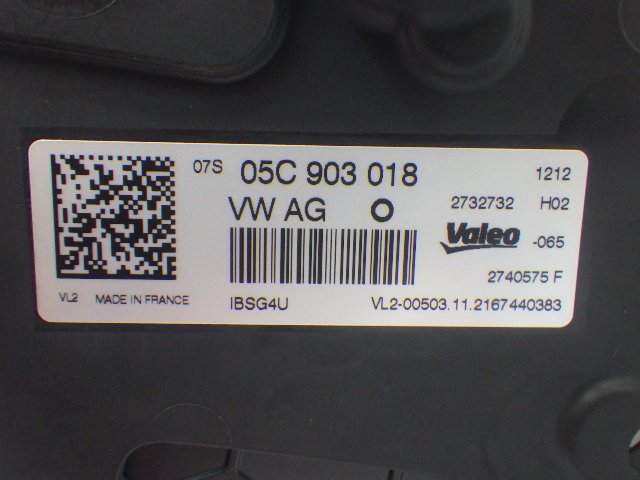 07S 05C 903 018 1212
VW AG O 2732732 H02
Valeo -065
2740575 F
VL2 MADE IN FRANCE IBSG4U VL2-00503.11.2167440383